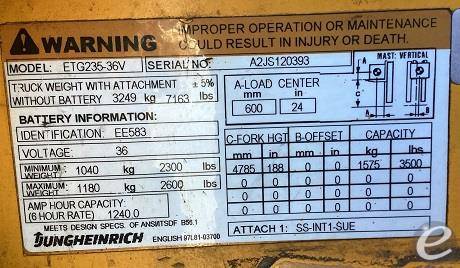 WARNING
IMPROPER OPERATION OR MAINTENANCE
COULD RESULT IN INJURY OR DEATH.
MODEL: ETG235-36V SERIAL NO. A2JS120393
TRUCK WEIGHT WITH ATTACHMENT ± 5%
WITHOUT BATTERY 3249 kg 7163 lbs
BATTERY INFORMATION:
IDENTIFICATION: EE583
VOLTAGE: 36
MINIMUM WEIGHT: 1040 kg 2300 lbs
MAXIMUM WEIGHT: 1180 kg 2600 lbs
AMP HOUR CAPACITY:
(6 HOUR RATE) 1240 0
MEETS DESIGN SPECS. OF ANSI/ITSDF B56.1
JUNGHEINRICH ENGLISH 97L81-03700
A-LOAD CENTER
mm in
600 24
MAST: VERTICAL
A
C
A B
C-FORK HGT B-OFFSET CAPACITY
mm in mm in kg lbs
4785 188 0 0 1575 3500
0 0 0 0 0 0
0 0 0 0 0 0
0 0 0 0 0 0
ATTACH 1: SS-INT1-SUE
e